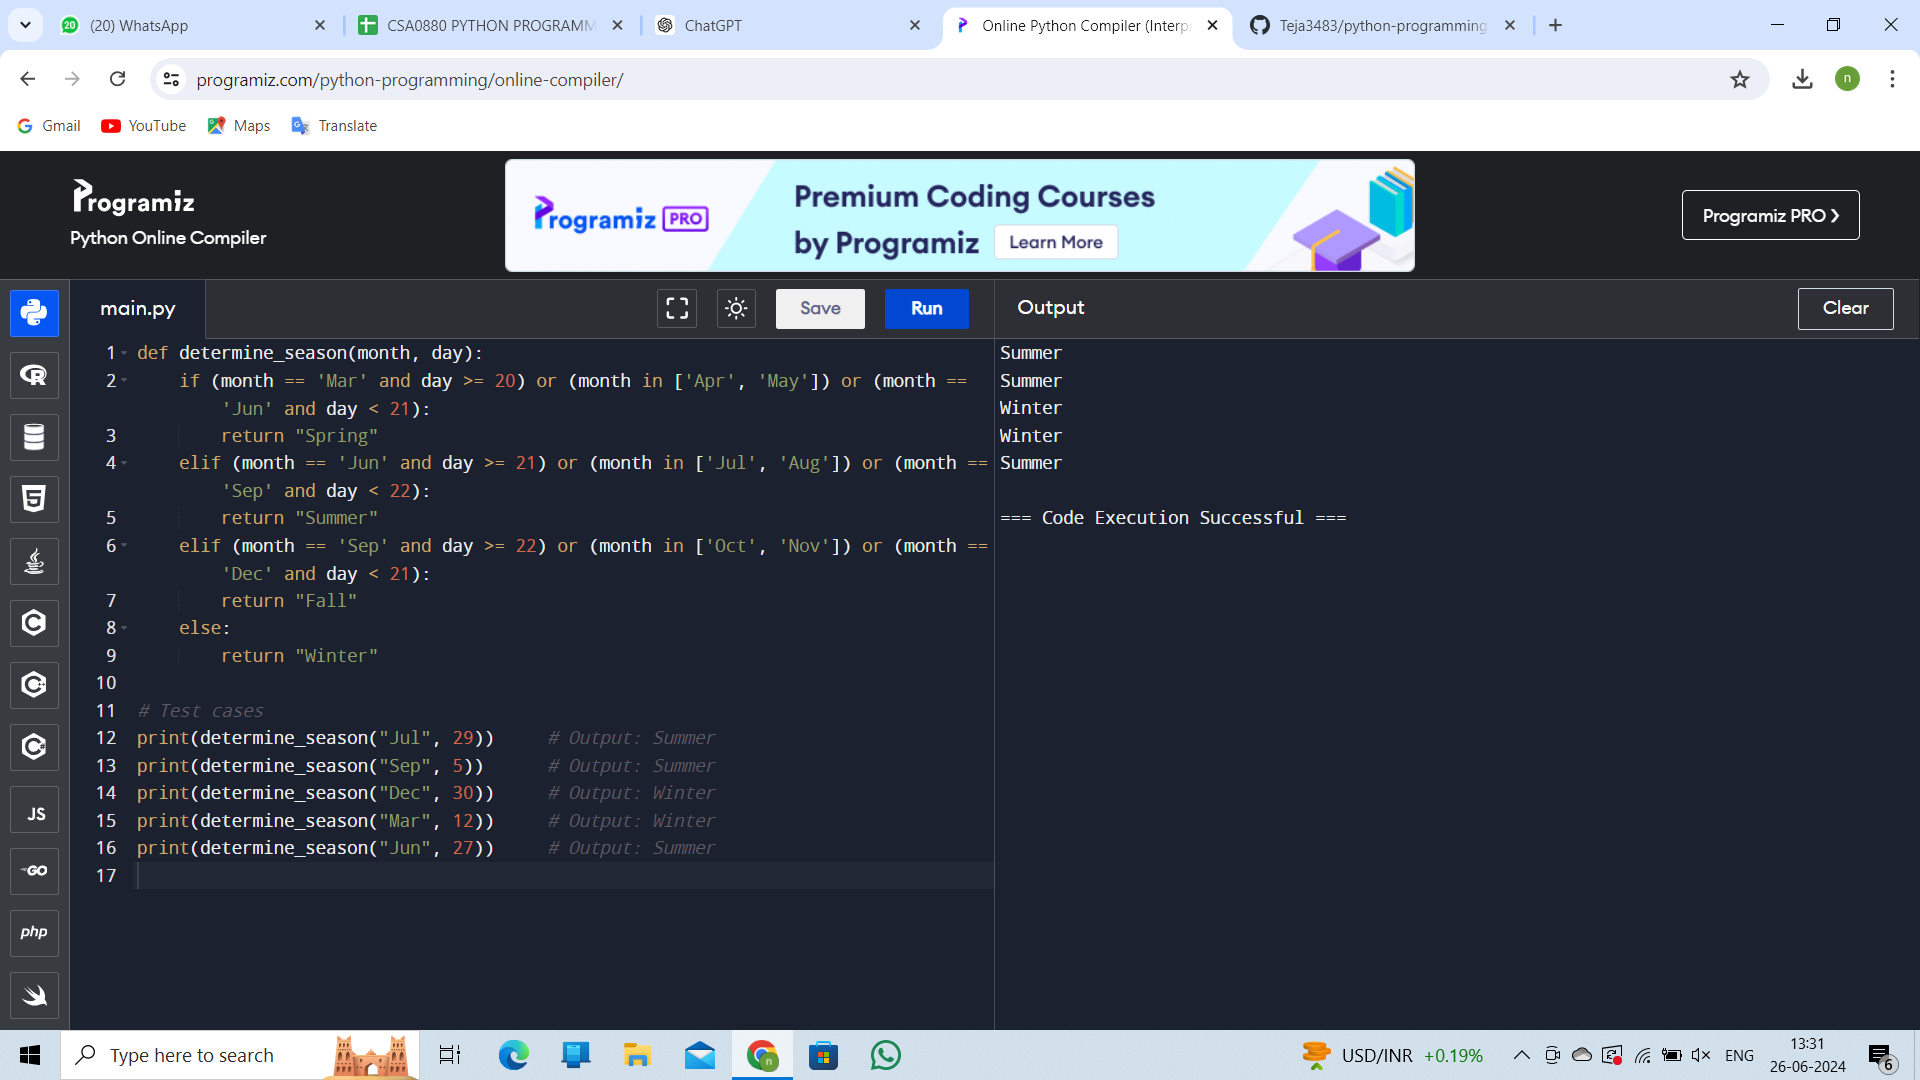 (20) WhatsApp
CSA0880 PYTHON PROGRAMM
ChatGPT
Online Python Compiler (Interp
Teja3483/python-programming
programiz.com/python-programming/online-compiler/
n
Gmail
YouTube
Maps
Translate
Programiz
Python Online Compiler
Programiz PRO
Premium Coding Courses
by Programiz
Learn More
Programiz PRO ❯
main.py
Save
Run
Output
Clear
1 def determine_season(month, day):
2     if (month == 'Mar' and day >= 20) or (month in ['Apr', 'May']) or (month ==
        'Jun' and day < 21):
3         return "Spring"
4     elif (month == 'Jun' and day >= 21) or (month in ['Jul', 'Aug']) or (month ==
        'Sep' and day < 22):
5         return "Summer"
6     elif (month == 'Sep' and day >= 22) or (month in ['Oct', 'Nov']) or (month ==
        'Dec' and day < 21):
7         return "Fall"
8     else:
9         return "Winter"
10
11 # Test cases
12 print(determine_season("Jul", 29))     # Output: Summer
13 print(determine_season("Sep", 5))      # Output: Summer
14 print(determine_season("Dec", 30))     # Output: Winter
15 print(determine_season("Mar", 12))     # Output: Winter
16 print(determine_season("Jun", 27))     # Output: Summer
17
Summer
Summer
Winter
Winter
Summer
=== Code Execution Successful ===
JS
GO
php
Type here to search
USD/INR +0.19%
ENG
13:31
26-06-2024
6